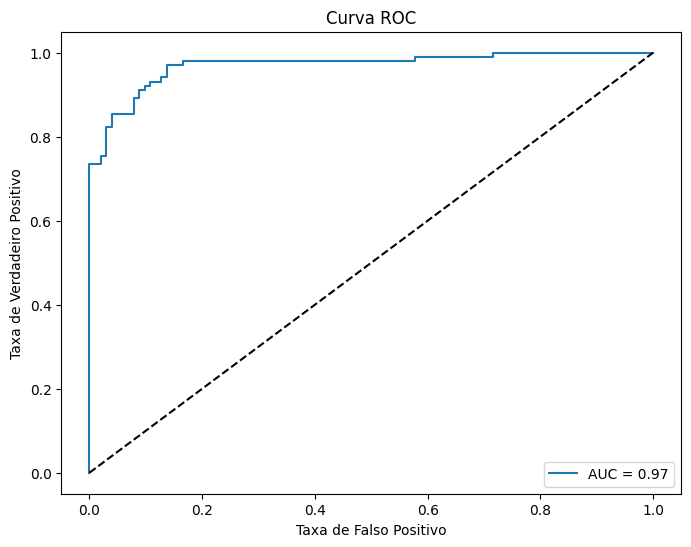 Curva ROC
Taxa de Verdadeiro Positivo
1.0
0.8
0.6
0.4
0.2
0.0
AUC = 0.97
0.0 0.2 0.4 0.6 0.8 1.0
Taxa de Falso Positivo